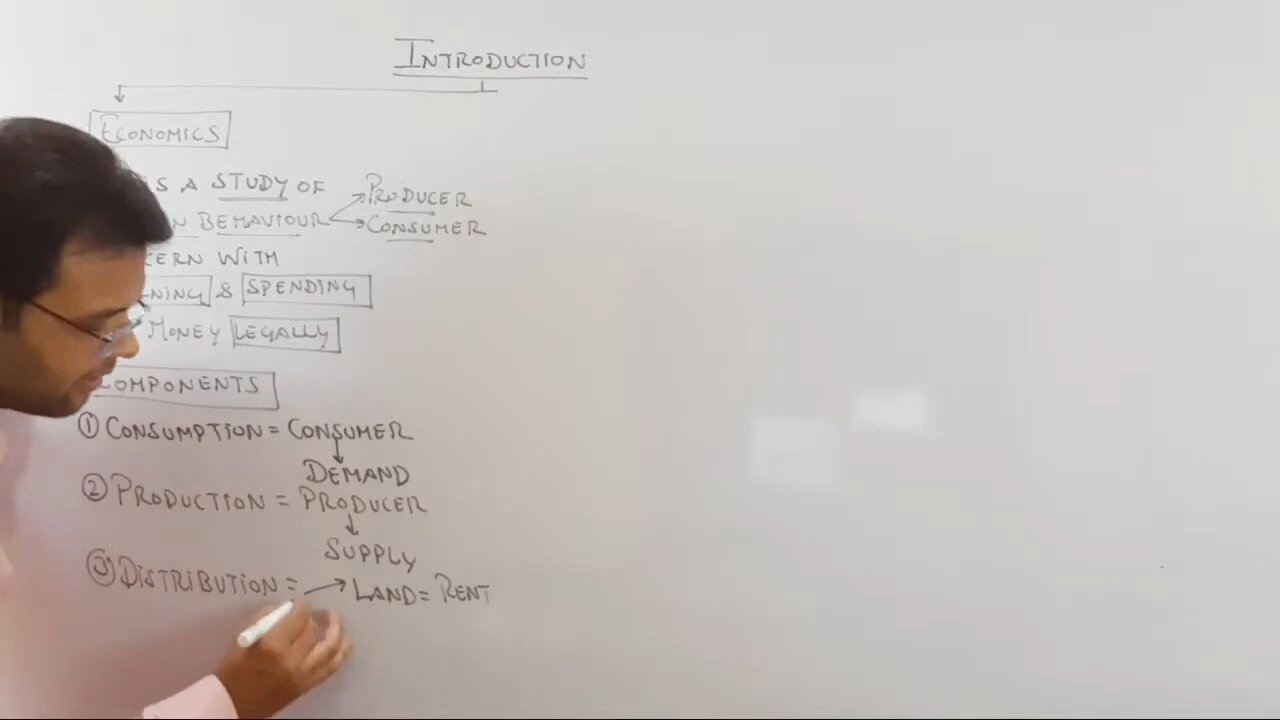 INTRODUCTION
ECONOMICS
IS A STUDY OF PRODUCER
BEHAVIOUR CONSUMER
WITH
& SPENDING
MONEY LEGALLY
COMPONENTS
① CONSUMPTION = CONSUMER
DEMAND
② PRODUCTION = PRODUCER
SUPPLY
③ DISTRIBUTION = LAND = RENT